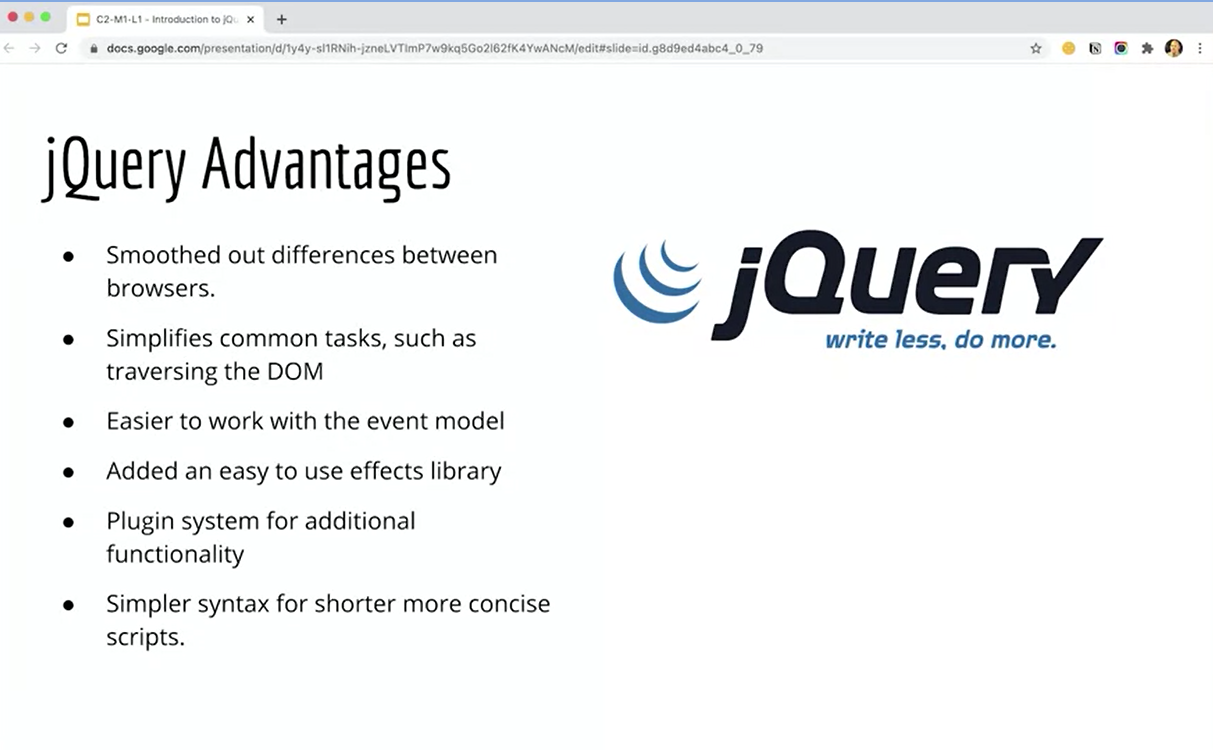 C2-M1-L1 - Introduction to jQu
docs.google.com/presentation/d/1y4y-sI1RNih-jzneLVTlmP7w9kq5Go2I62fK4YwANcM/edit#slide=id.g8d9ed4abc4_0_79
jQuery Advantages
● Smoothed out differences between
browsers.
● Simplifies common tasks, such as
traversing the DOM
● Easier to work with the event model
● Added an easy to use effects library
● Plugin system for additional
functionality
● Simpler syntax for shorter more concise
scripts.
jQuery
write less, do more.